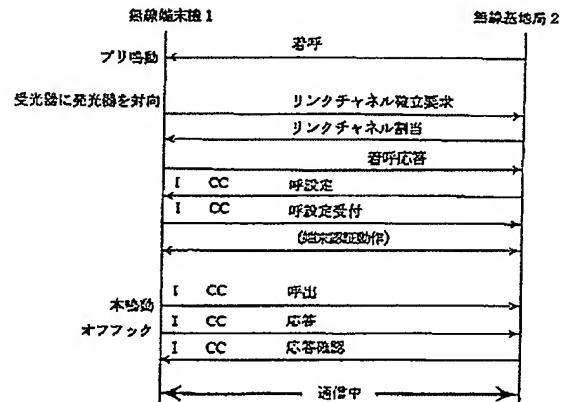 無線端末機1
無線基地局2
着呼
プリ鳴動
受光器に発光器を対向
リンクチャネル確立要求
リンクチャネル割当
着呼応答
I CC 呼設定
I CC 呼設定受付
(端末認証動作)
I CC 呼出
本鳴動
I CC 応答
オフフック
I CC 応答確認
通信中